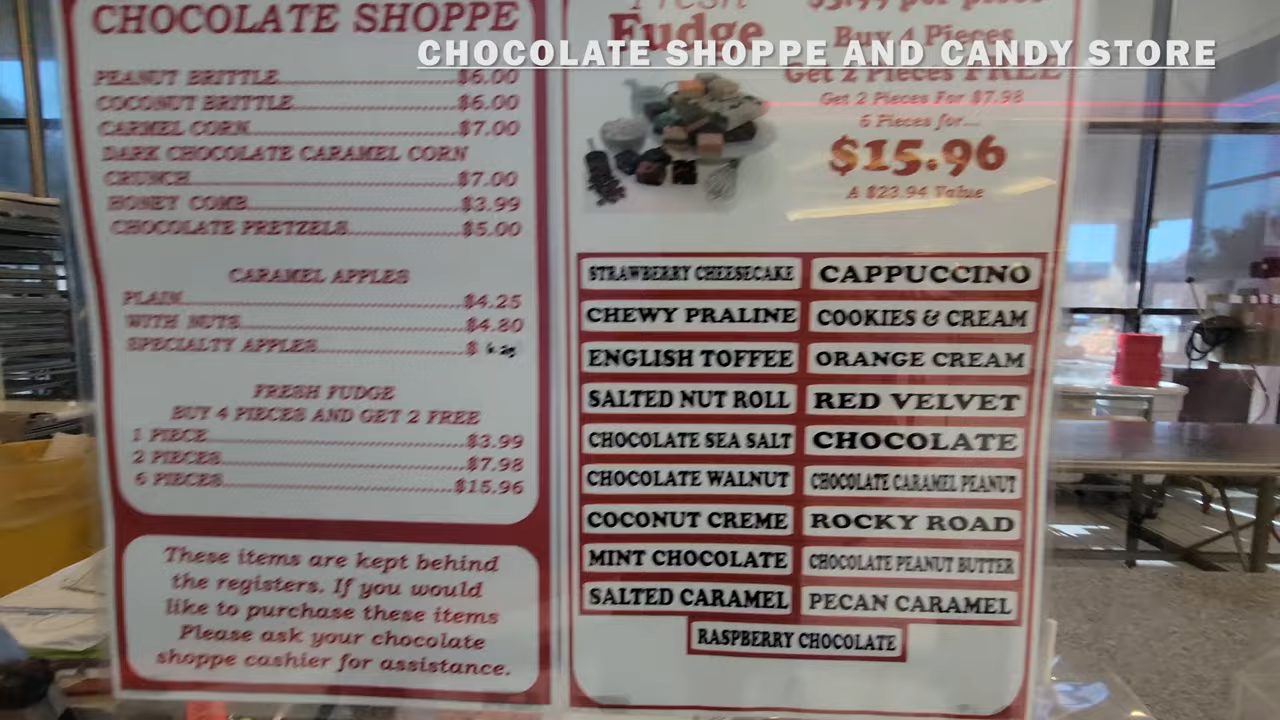 CHOCOLATE SHOPPE AND CANDY STORE
CHOCOLATE SHOPPE
PEANUT BRITTLE $6.00
COCONUT BRITTLE $6.00
CARMEL CORN $7.00
DARK CHOCOLATE CARAMEL CORN
CRUNCH $7.00
HONEY COMB $3.99
CHOCOLATE PRETZELS $5.00
CARAMEL APPLES
PLAIN $4.25
WITH NUTS $4.80
SPECIALTY APPLES $
FRESH FUDGE
BUY 4 PIECES AND GET 2 FREE
1 PIECE $3.99
2 PIECES $7.98
6 PIECES $15.96
These items are kept behind
the registers. If you would
like to purchase these items
Please ask your chocolate
shoppe cashier for assistance.
Fresh
Fudge
$3.99 per piece
Buy 4 Pieces
Get 2 Pieces FREE
Get 2 Pieces For $7.98
6 Pieces for...
$15.96
A $23.94 Value
STRAWBERRY CHEESECAKE CAPPUCCINO
CHEWY PRALINE COOKIES & CREAM
ENGLISH TOFFEE ORANGE CREAM
SALTED NUT ROLL RED VELVET
CHOCOLATE SEA SALT CHOCOLATE
CHOCOLATE WALNUT CHOCOLATE CARAMEL PEANUT
COCONUT CREME ROCKY ROAD
MINT CHOCOLATE CHOCOLATE PEANUT BUTTER
SALTED CARAMEL PECAN CARAMEL
RASPBERRY CHOCOLATE